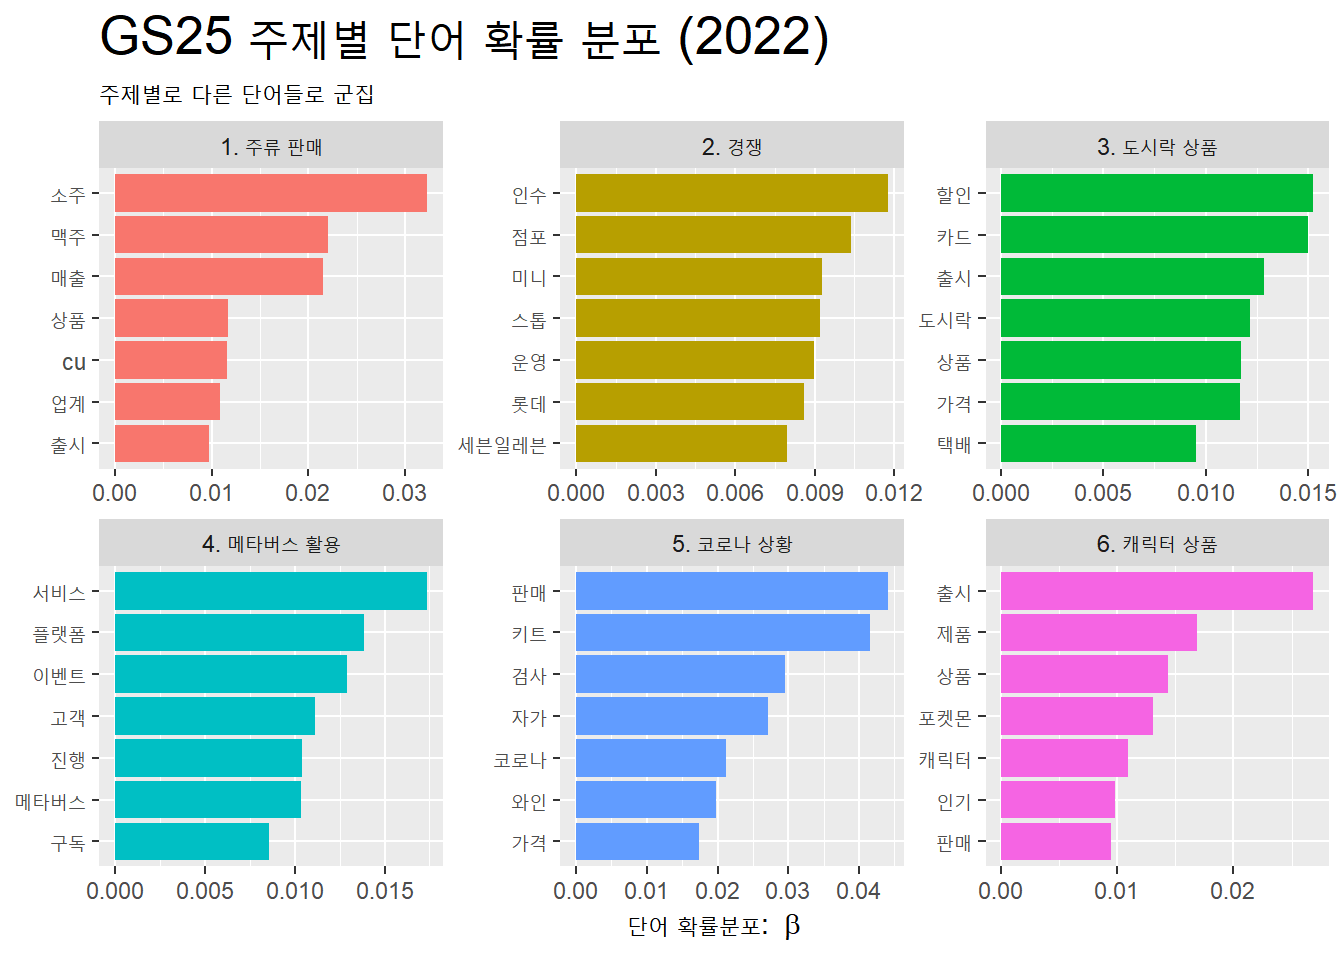 GS25 주제별 단어 확률 분포 (2022)
주제별로 다른 단어들로 군집
1. 주류 판매
소주
맥주
매출
상품
cu
업계
출시
0.00 0.01 0.02 0.03
2. 경쟁
인수
점포
미니
스톱
운영
롯데
세븐일레븐
0.000 0.003 0.006 0.009 0.012
3. 도시락 상품
할인
카드
출시
도시락
상품
가격
택배
0.000 0.005 0.010 0.015
4. 메타버스 활용
서비스
플랫폼
이벤트
고객
진행
메타버스
구독
0.000 0.005 0.010 0.015
5. 코로나 상황
판매
키트
검사
자가
코로나
와인
가격
0.00 0.01 0.02 0.03 0.04
6. 캐릭터 상품
출시
제품
상품
포켓몬
캐릭터
인기
판매
0.00 0.01 0.02
단어 확률분포: β